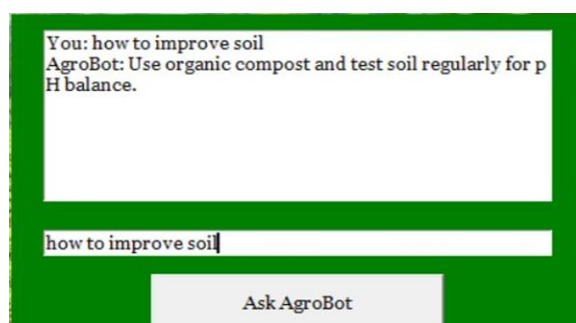 You: how to improve soil
AgroBot: Use organic compost and test soil regularly for p
H balance.
how to improve soil
Ask AgroBot